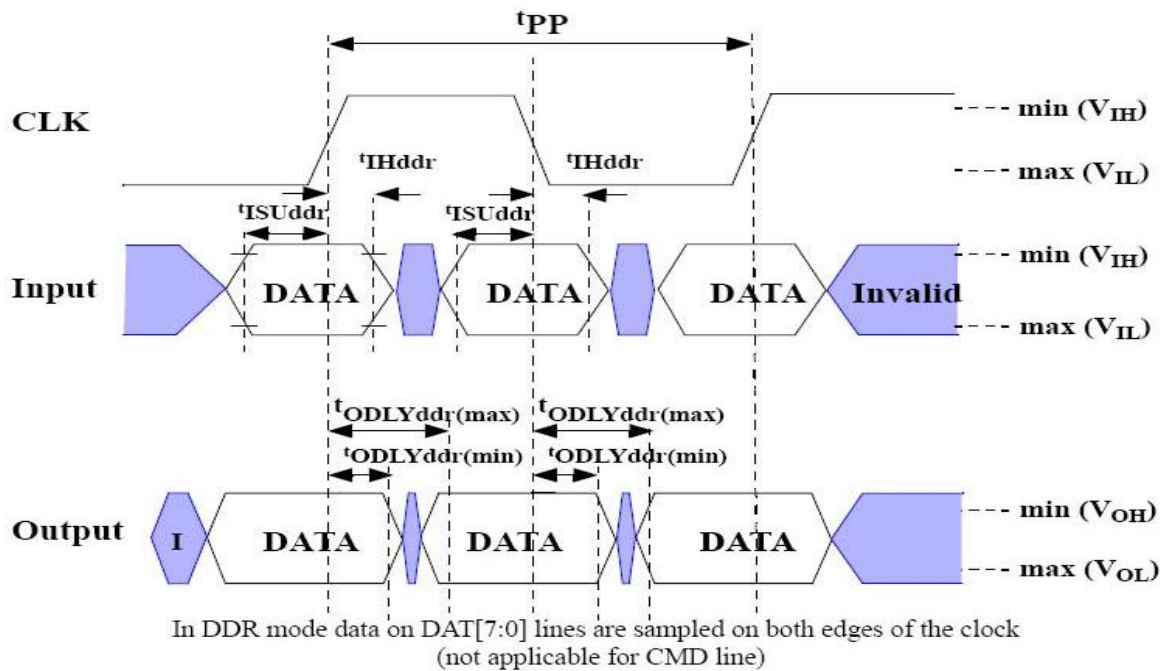 tPP
CLK
min (VIH)
tIHddr
tIHddr
max (VIL)
tISUddr
tISUddr
min (VIH)
Input
DATA
DATA
DATA
Invalid
max (VIL)
tODLYddr(max)
tODLYddr(max)
tODLYddr(min)
tODLYddr(min)
min (VOH)
Output
I
DATA
DATA
DATA
max (VOL)
In DDR mode data on DAT[7:0] lines are sampled on both edges of the clock
(not applicable for CMD line)